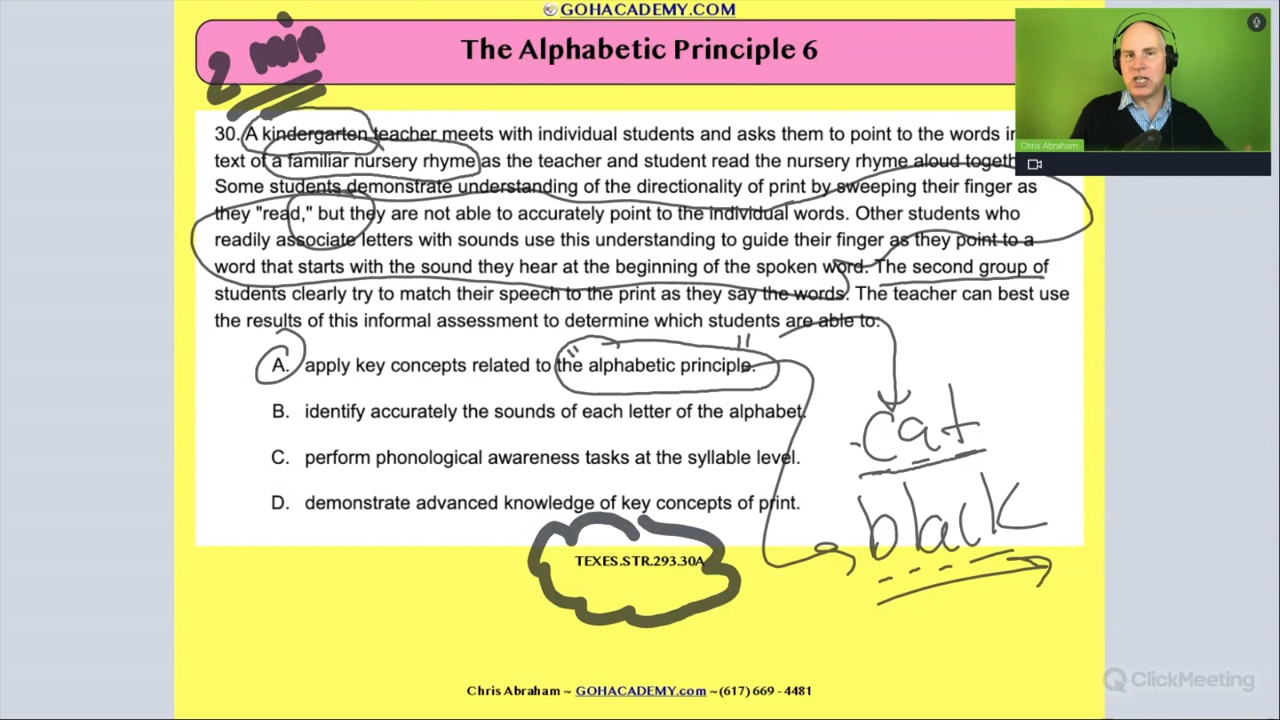 GOHACADEMY.COM
2 min
The Alphabetic Principle 6
Chris Abraham
30. A kindergarten teacher meets with individual students and asks them to point to the words in
text of a familiar nursery rhyme as the teacher and student read the nursery rhyme aloud togeth
Some students demonstrate understanding of the directionality of print by sweeping their finger as
they "read," but they are not able to accurately point to the individual words. Other students who
readily associate letters with sounds use this understanding to guide their finger as they point to a
word that starts with the sound they hear at the beginning of the spoken word. The second group of
students clearly try to match their speech to the print as they say the words. The teacher can best use
the results of this informal assessment to determine which students are able to:
A. apply key concepts related to the alphabetic principle.
B. identify accurately the sounds of each letter of the alphabet.
C. perform phonological awareness tasks at the syllable level.
D. demonstrate advanced knowledge of key concepts of print.
cat
black
TEXES.STR.293.30A
Chris Abraham ~ GOHACADEMY.com ~(617) 669 - 4481
ClickMeeting